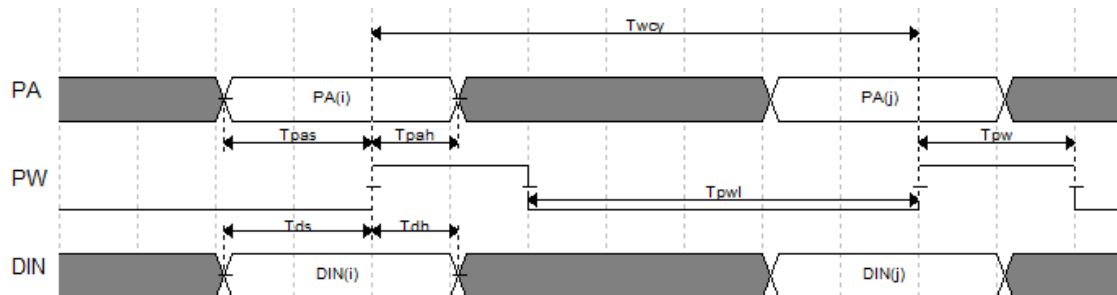 Twcy
PA PA(i) PA(j)
Tpas Tpah Tpw
PW
Tpwl
Tds Tdh
DIN DIN(i) DIN(j)